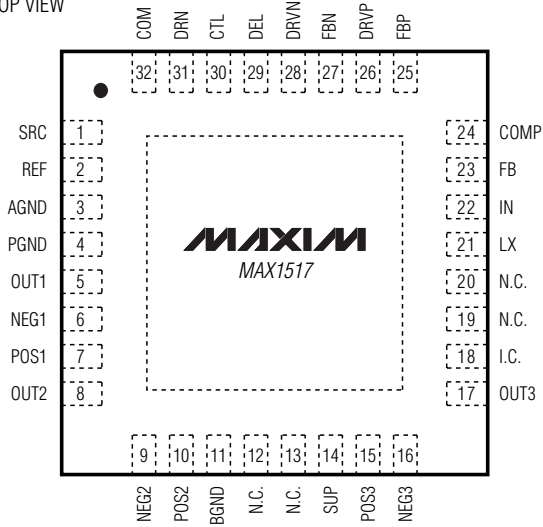 OP VIEW
COM DRN CTL DEL DRVN FBN DRVP FBP
32 31 30 29 28 27 26 25
SRC 1 24 COMP
REF 2 23 FB
AGND 3 22 IN
PGND 4 21 LX
MAXIM
MAX1517
OUT1 5 20 N.C.
NEG1 6 19 N.C.
POS1 7 18 I.C.
OUT2 8 17 OUT3
9 10 11 12 13 14 15 16
NEG2 POS2 BGND N.C. N.C. SUP POS3 NEG3